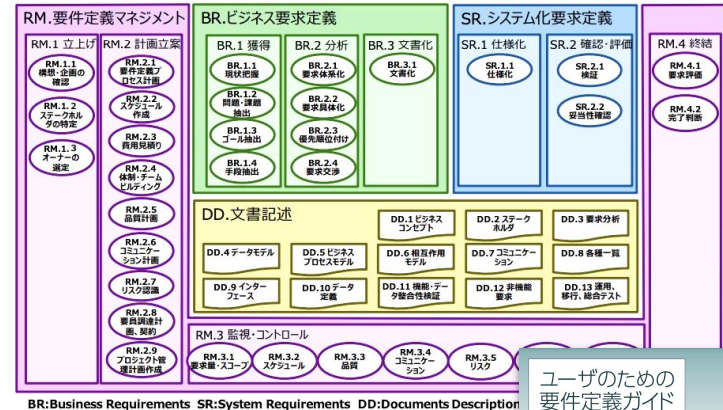 RM.要件定義マネジメント
RM.1 立上げ
RM.1.1
構想・企画の
確認
RM.1.2
ステークホル
ダの特定
RM.1.3
オーナーの
選定
RM.2 計画立案
RM.2.1
要件定義プ
ロセス計画
RM.2.2
スケジュール
作成
RM.2.3
費用見積り
RM.2.4
体制・チーム
ビルディング
RM.2.5
品質計画
RM.2.6
コミュニケー
ション計画
RM.2.7
リスク認識
RM.2.8
要員調達計
画、契約
RM.2.9
プロジェクト管
理計画作成
BR.ビジネス要求定義
BR.1 獲得
BR.1.1
現状把握
BR.1.2
問題・課題
抽出
BR.1.3
ゴール抽出
BR.1.4
手段抽出
BR.2 分析
BR.2.1
要求体系化
BR.2.2
要求具体化
BR.2.3
優先順位付け
BR.2.4
要求交渉
BR.3 文書化
BR.3.1
文書化
SR.システム化要求定義
SR.1 仕様化
SR.1.1
仕様化
SR.2 確認・評価
SR.2.1
検証
SR.2.2
妥当性確認
RM.4 終結
RM.4.1
要求評価
RM.4.2
完了判断
DD.文書記述
DD.1 ビジネス
コンセプト
DD.2 ステーク
ホルダ
DD.3 要求分析
DD.4 データモデル
DD.5 ビジネス
プロセスモデル
DD.6 相互作用
モデル
DD.7 コミュニケー
ション
DD.8 各種一覧
DD.9 インター
フェース
DD.10 データ
定義
DD.11 機能・デー
タ整合性検証
DD.12 非機能
要求
DD.13 運用、
移行、総合テスト
RM.3 監視・コントロール
RM.3.1
要求量・スコープ
RM.3.2
スケジュール
RM.3.3
品質
RM.3.4
コミュニケー
ション
RM.3.5
リスク
BR:Business Requirements SR:System Requirements DD:Documents Description
ユーザのための
要件定義ガイド